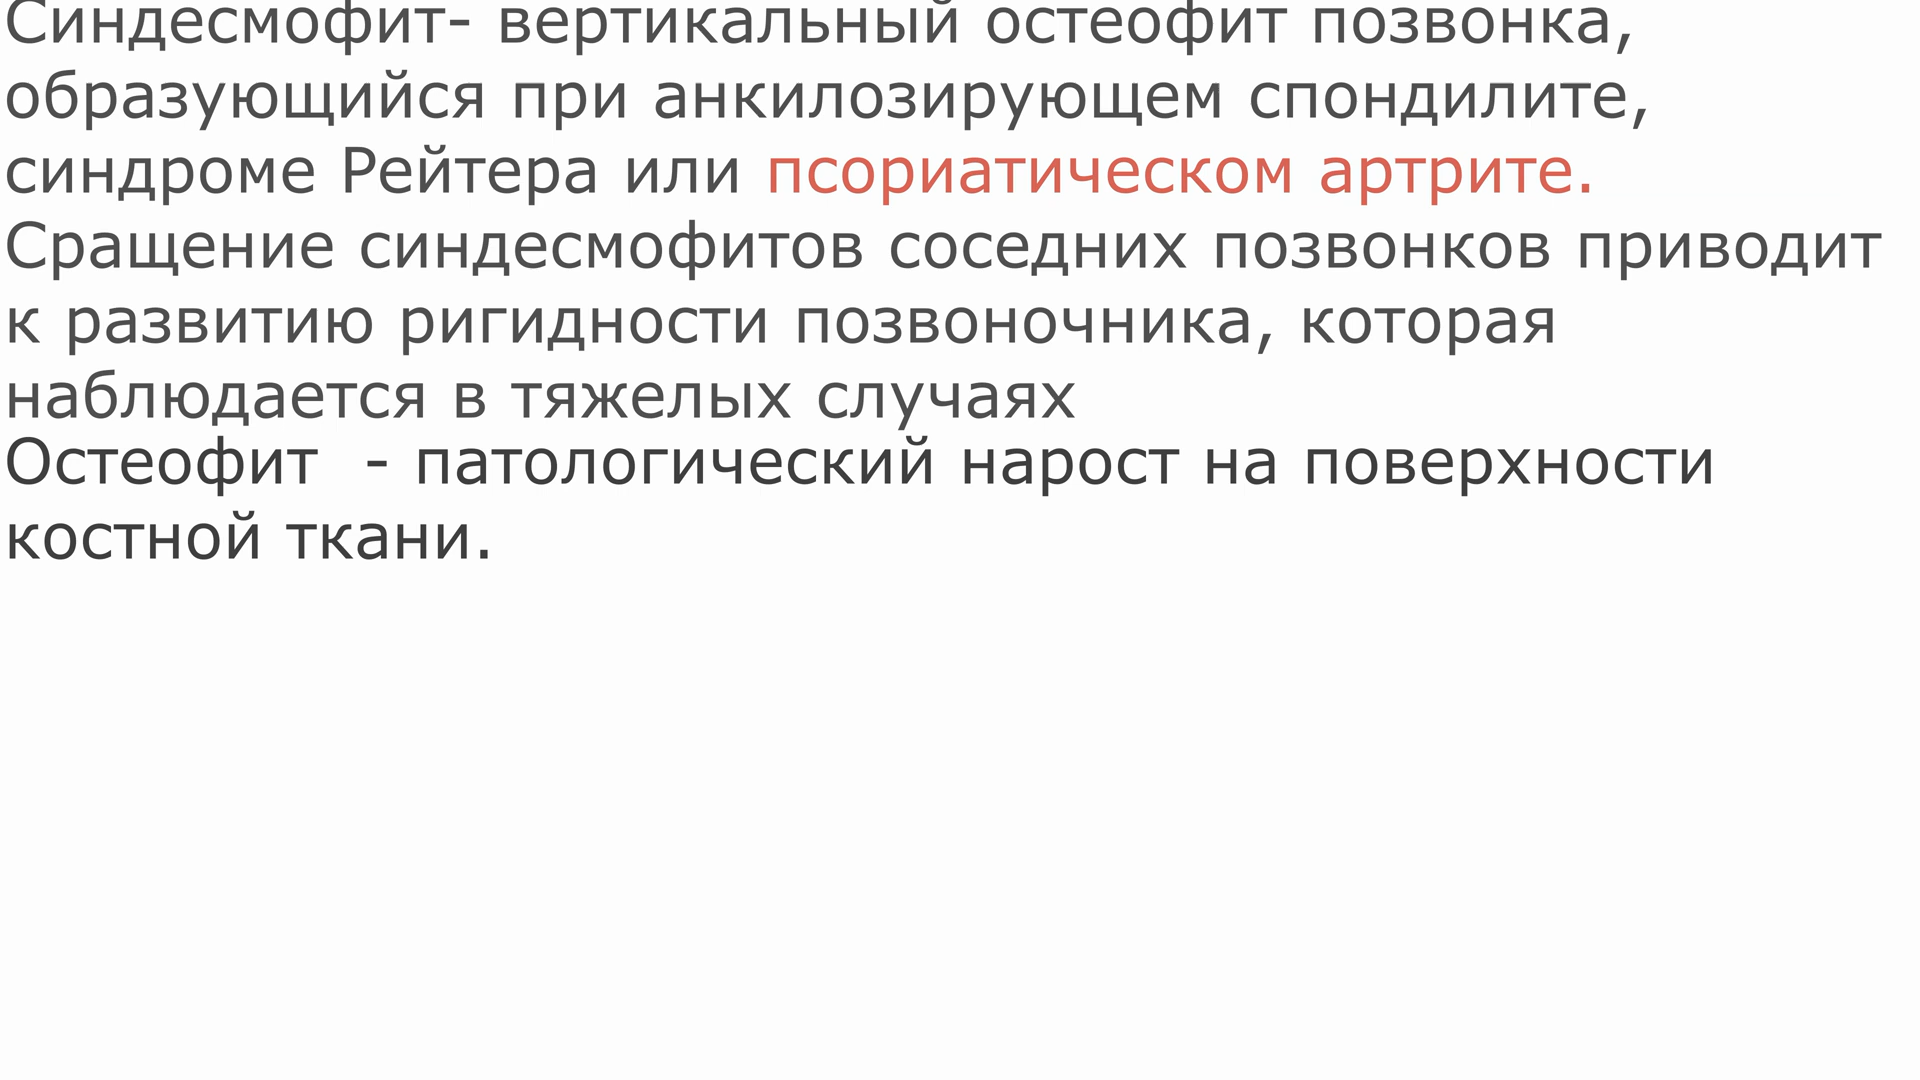 Синдесмофит- вертикальный остеофит позвонка,
образующийся при анкилозирующем спондилите,
синдроме Рейтера или псориатическом артрите.
Сращение синдесмофитов соседних позвонков приводит
к развитию ригидности позвоночника, которая
наблюдается в тяжелых случаях
Остеофит  - патологический нарост на поверхности
костной ткани.